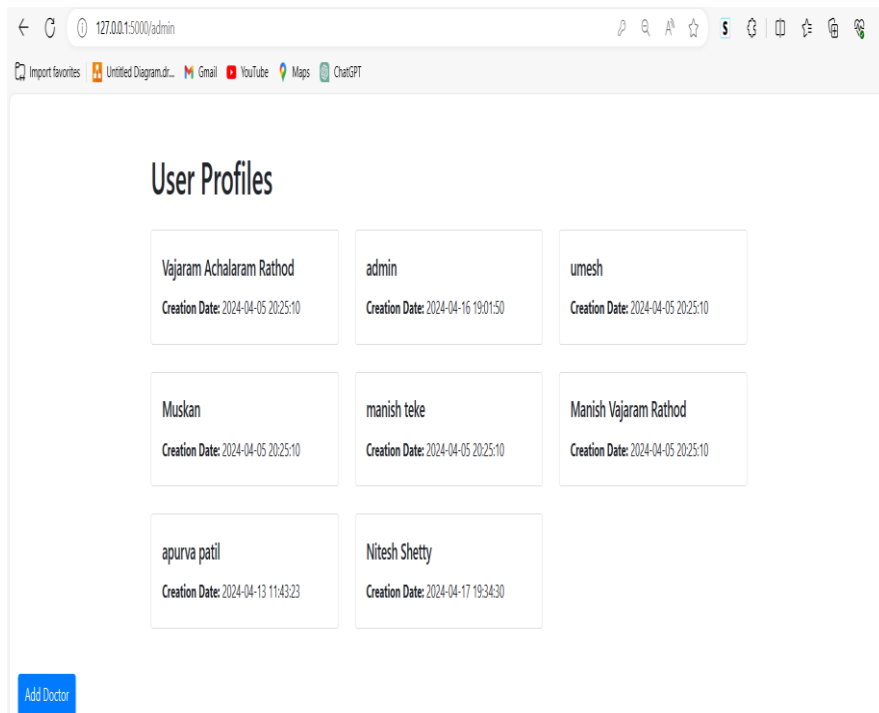 127.0.0.1:5000/admin
Import favorites Untitled Diagram.dr... Gmail YouTube Maps ChatGPT
User Profiles
Vajaram Achalaram Rathod admin umesh
Creation Date: 2024-04-05 20:25:10 Creation Date: 2024-04-16 19:01:50 Creation Date: 2024-04-05 20:25:10
Muskan manish teke Manish Vajaram Rathod
Creation Date: 2024-04-05 20:25:10 Creation Date: 2024-04-05 20:25:10 Creation Date: 2024-04-05 20:25:10
apurva patil Nitesh Shetty
Creation Date: 2024-04-13 11:43:23 Creation Date: 2024-04-17 19:34:30
Add Doctor